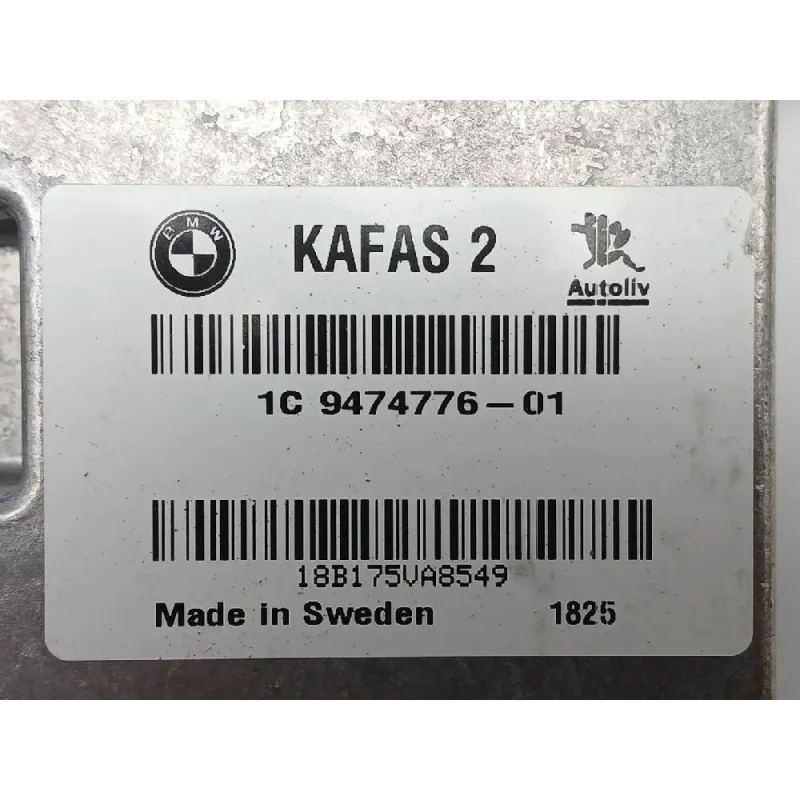 BMW
KAFAS 2
Autoliv
1C 9474776-01
18B175VA8549
Made in Sweden 1825